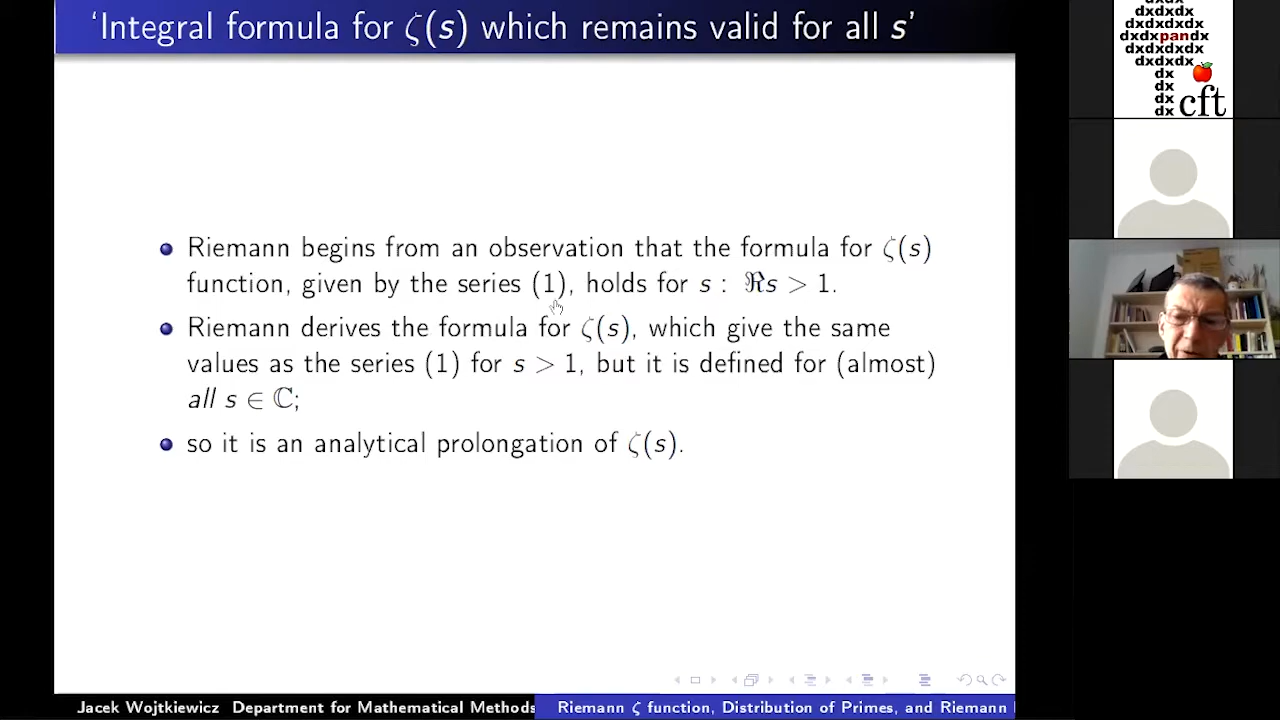 ‘Integral formula for ζ(s) which remains valid for all s’
Riemann begins from an observation that the formula for ζ(s)
function, given by the series (1), holds for s : ℜs > 1.
Riemann derives the formula for ζ(s), which give the same
values as the series (1) for s > 1, but it is defined for (almost)
all s ∈ ℂ;
so it is an analytical prolongation of ζ(s).
Jacek Wojtkiewicz Department for Mathematical Methods
Riemann ζ function, Distribution of Primes, and Riemann
dxdxdx
dxdxdx
dxdxdxdx
dxdxpandx
dxdxdxdx
dxdxdx
dx
dx
dx
dx
cft